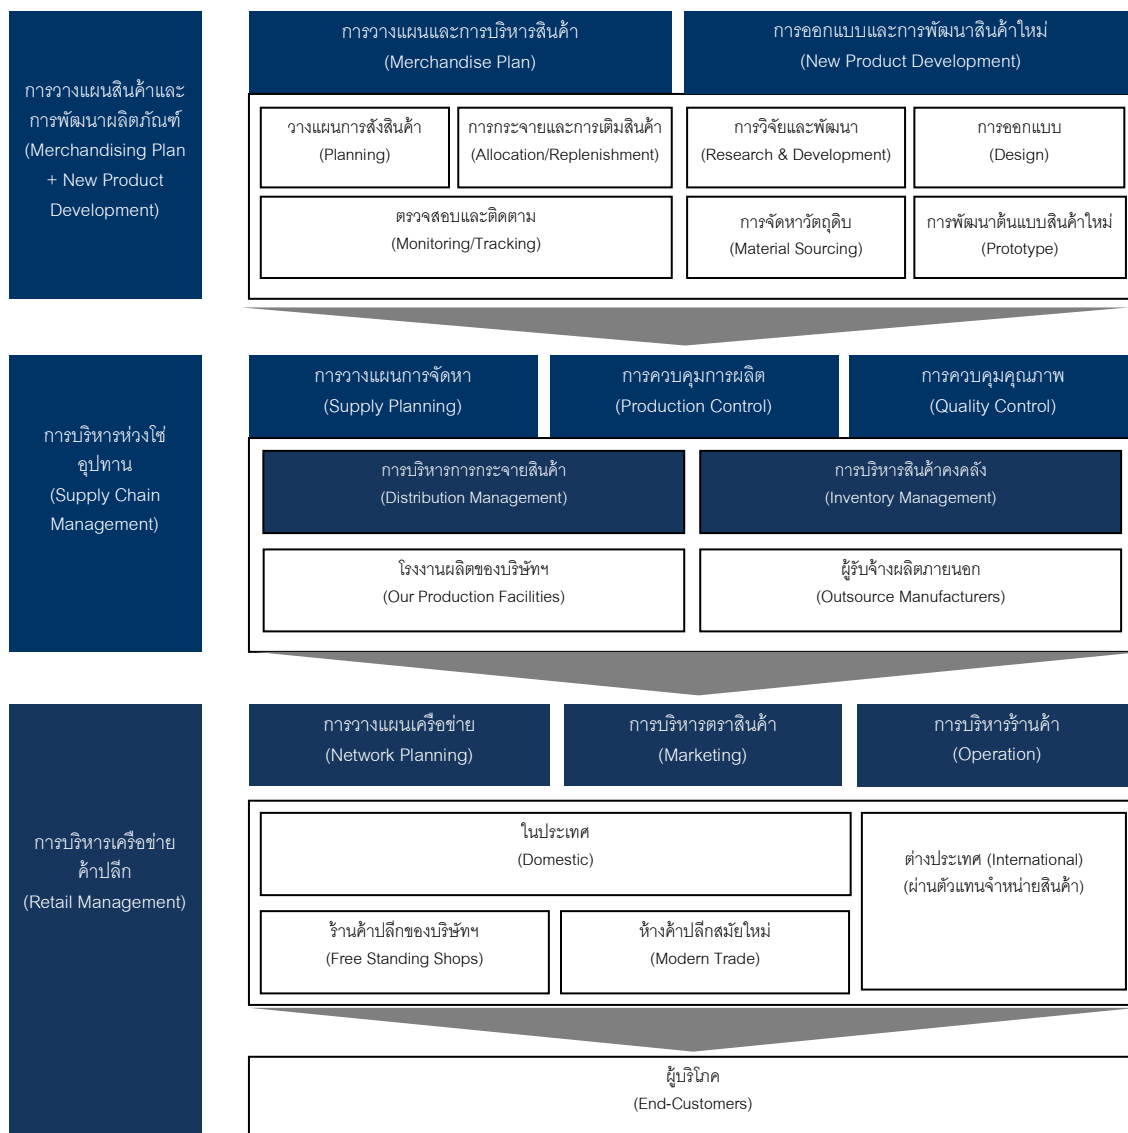 การวางแผนสินค้าและ
การพัฒนาผลิตภัณฑ์
(Merchandising Plan
+ New Product
Development)
การวางแผนและการบริหารสินค้า
(Merchandise Plan)
การออกแบบและการพัฒนาสินค้าใหม่
(New Product Development)
วางแผนการสั่งสินค้า
(Planning)
การกระจายและการเติมสินค้า
(Allocation/Replenishment)
การวิจัยและพัฒนา
(Research & Development)
การออกแบบ
(Design)
ตรวจสอบและติดตาม
(Monitoring/Tracking)
การจัดหาวัตถุดิบ
(Material Sourcing)
การพัฒนาต้นแบบสินค้าใหม่
(Prototype)
การบริหารห่วงโซ่
อุปทาน
(Supply Chain
Management)
การวางแผนการจัดหา
(Supply Planning)
การควบคุมการผลิต
(Production Control)
การควบคุมคุณภาพ
(Quality Control)
การบริหารการกระจายสินค้า
(Distribution Management)
การบริหารสินค้าคงคลัง
(Inventory Management)
โรงงานผลิตของบริษัทฯ
(Our Production Facilities)
ผู้รับจ้างผลิตภายนอก
(Outsource Manufacturers)
การบริหารเครือข่าย
ค้าปลีก
(Retail Management)
การวางแผนเครือข่าย
(Network Planning)
การบริหารตราสินค้า
(Marketing)
การบริหารร้านค้า
(Operation)
ในประเทศ
(Domestic)
ต่างประเทศ (International)
(ผ่านตัวแทนจำหน่ายสินค้า)
ร้านค้าปลีกของบริษัทฯ
(Free Standing Shops)
ห้างค้าปลีกสมัยใหม่
(Modern Trade)
ผู้บริโภค
(End-Customers)